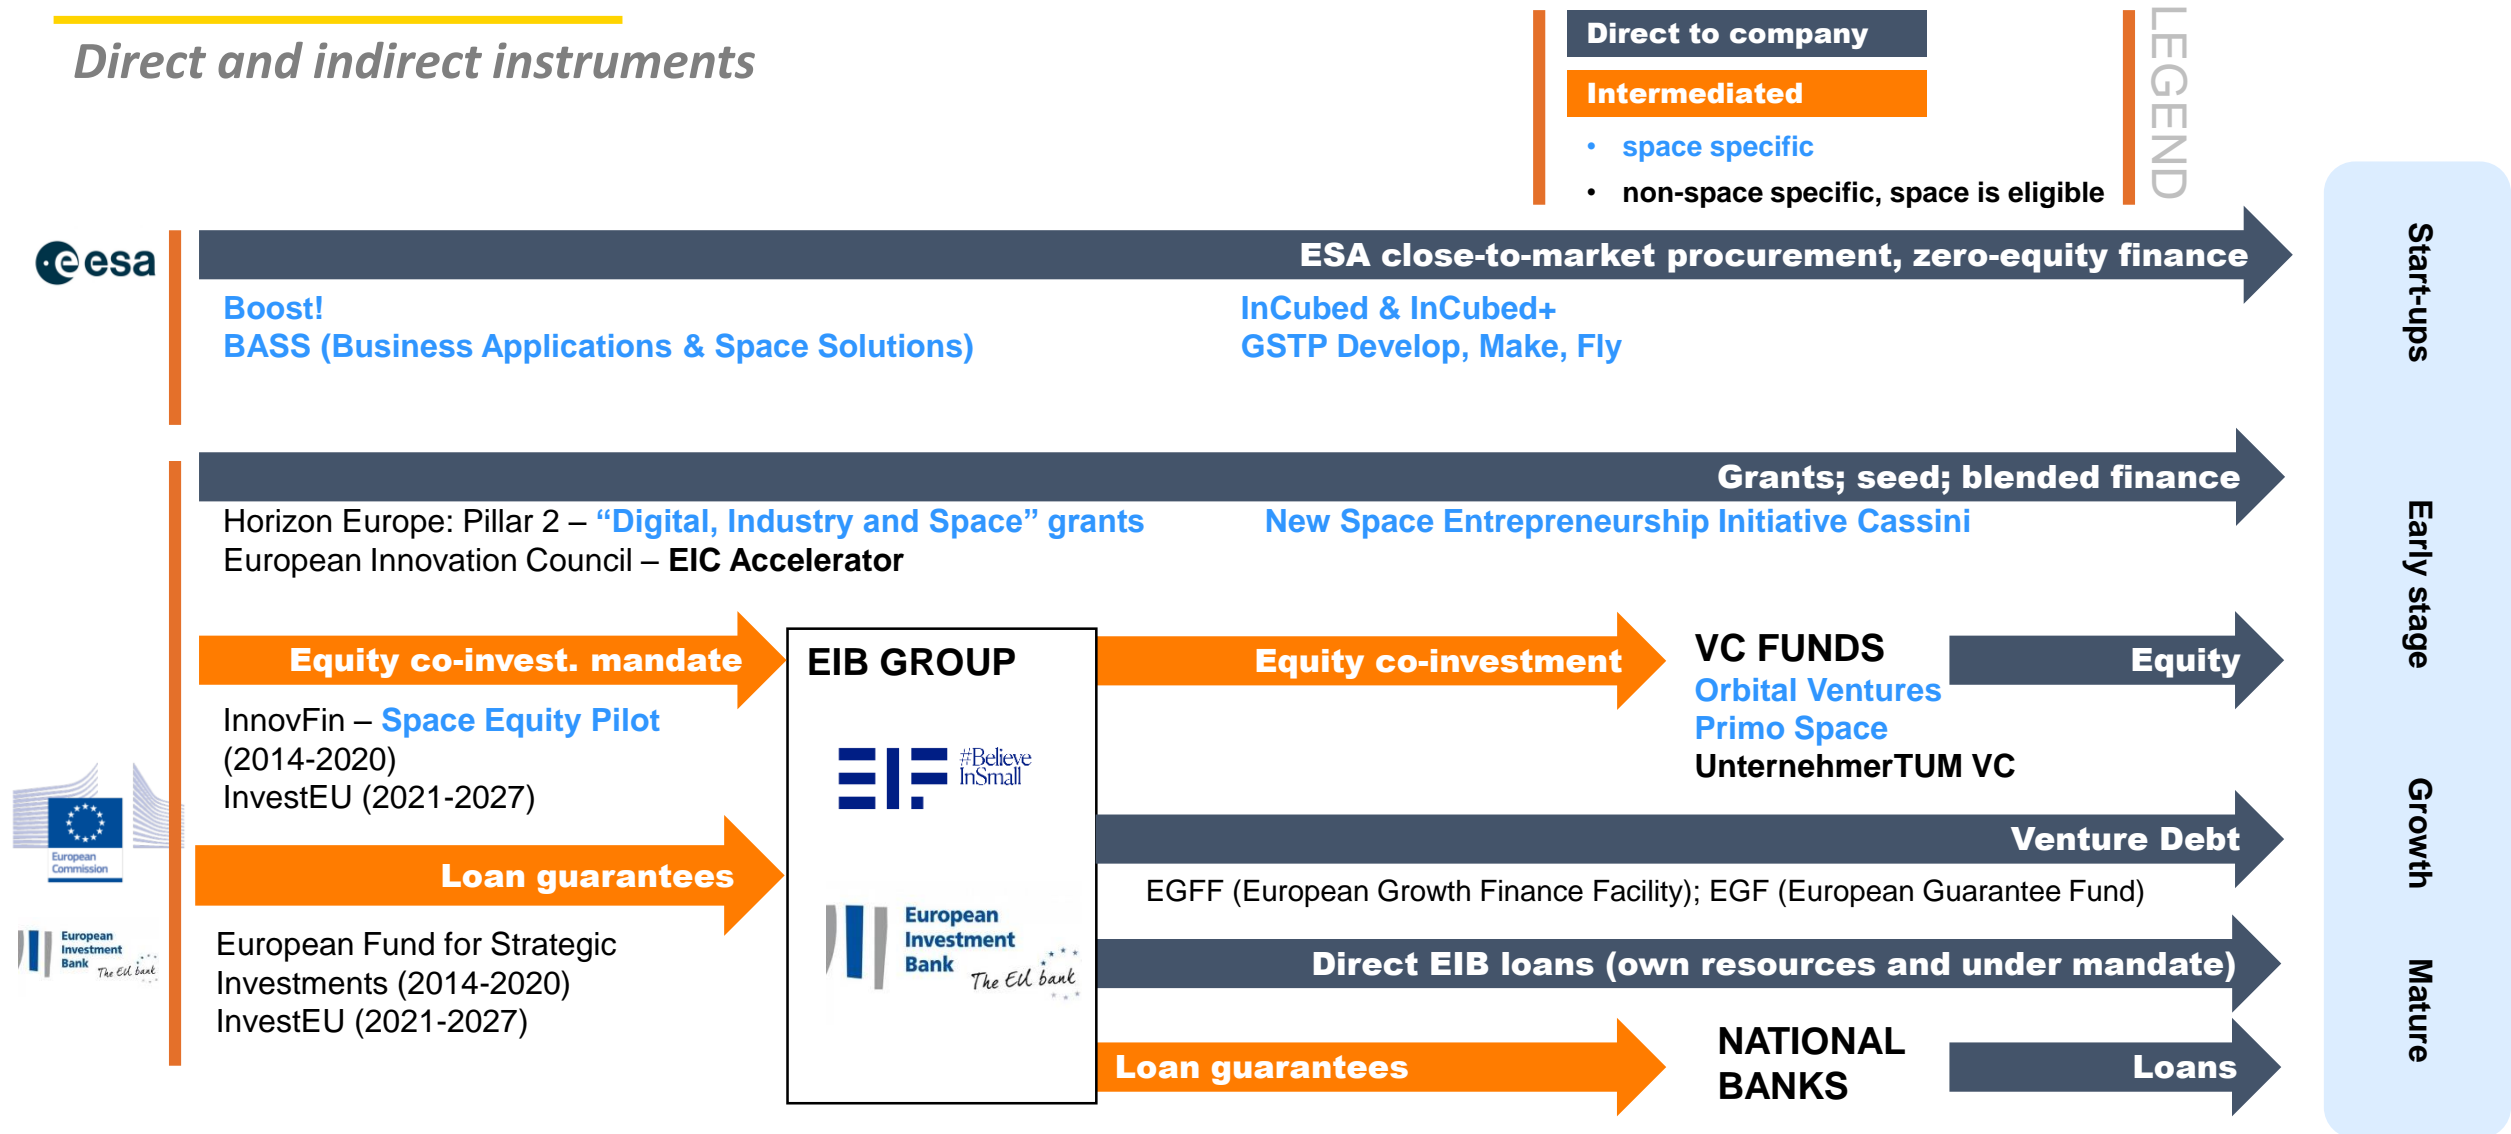 Direct and indirect instruments
LEGEND
Direct to company
Intermediated
• space specific
• non-space specific, space is eligible
esa
ESA close-to-market procurement, zero-equity finance
Boost!
BASS (Business Applications & Space Solutions)
InCubed & InCubed+
GSTP Develop, Make, Fly
Grants; seed; blended finance
Horizon Europe: Pillar 2 – “Digital, Industry and Space” grants
European Innovation Council – EIC Accelerator
New Space Entrepreneurship Initiative Cassini
Equity co-invest. mandate
InnovFin – Space Equity Pilot
(2014-2020)
InvestEU (2021-2027)
European
Commission
Loan guarantees
European Fund for Strategic
Investments (2014-2020)
InvestEU (2021-2027)
European
Investment
Bank
The EU bank
EIB GROUP
EIF
#Believe
InSmall
European
Investment
Bank
The EU bank
Equity co-investment
VC FUNDS
Orbital Ventures
Primo Space
UnternehmerTUM VC
Equity
Venture Debt
EGFF (European Growth Finance Facility); EGF (European Guarantee Fund)
Direct EIB loans (own resources and under mandate)
Loan guarantees
NATIONAL
BANKS
Loans
Start-ups
Early stage
Growth
Mature